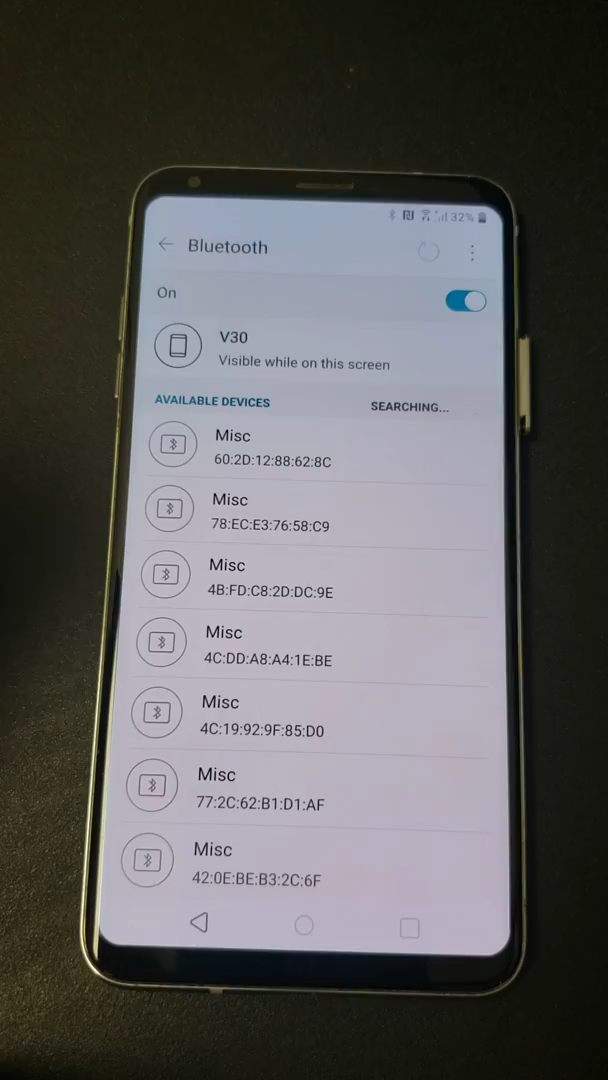 32%
Bluetooth
On
V30
Visible while on this screen
AVAILABLE DEVICES
SEARCHING...
Misc
60:2D:12:88:62:8C
Misc
78:EC:E3:76:58:C9
Misc
4B:FD:C8:2D:DC:9E
Misc
4C:DD:A8:A4:1E:BE
Misc
4C:19:92:9F:85:D0
Misc
77:2C:62:B1:D1:AF
Misc
42:0E:BE:B3:2C:6F